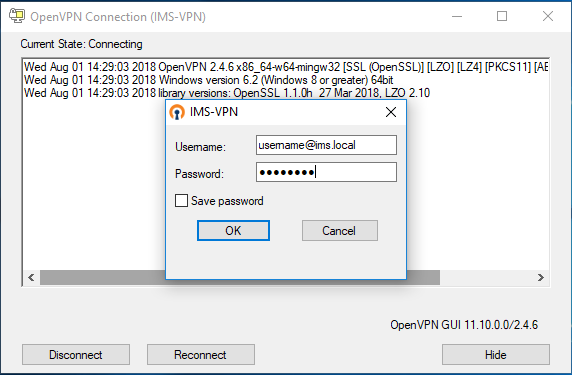 OpenVPN Connection (IMS-VPN)
Current State: Connecting
Wed Aug 01 14:29:03 2018 OpenVPN 2.4.6 x86_64-w64-mingw32 [SSL (OpenSSL)] [LZO] [LZ4] [PKCS11] [AE
Wed Aug 01 14:29:03 2018 Windows version 6.2 (Windows 8 or greater) 64bit
Wed Aug 01 14:29:03 2018 library versions: OpenSSL 1.1.0h 27 Mar 2018, LZO 2.10
IMS-VPN
Username: username@ims.local
Password: ●●●●●●●●
Save password
OK Cancel
OpenVPN GUI 11.10.0.0/2.4.6
Disconnect Reconnect Hide